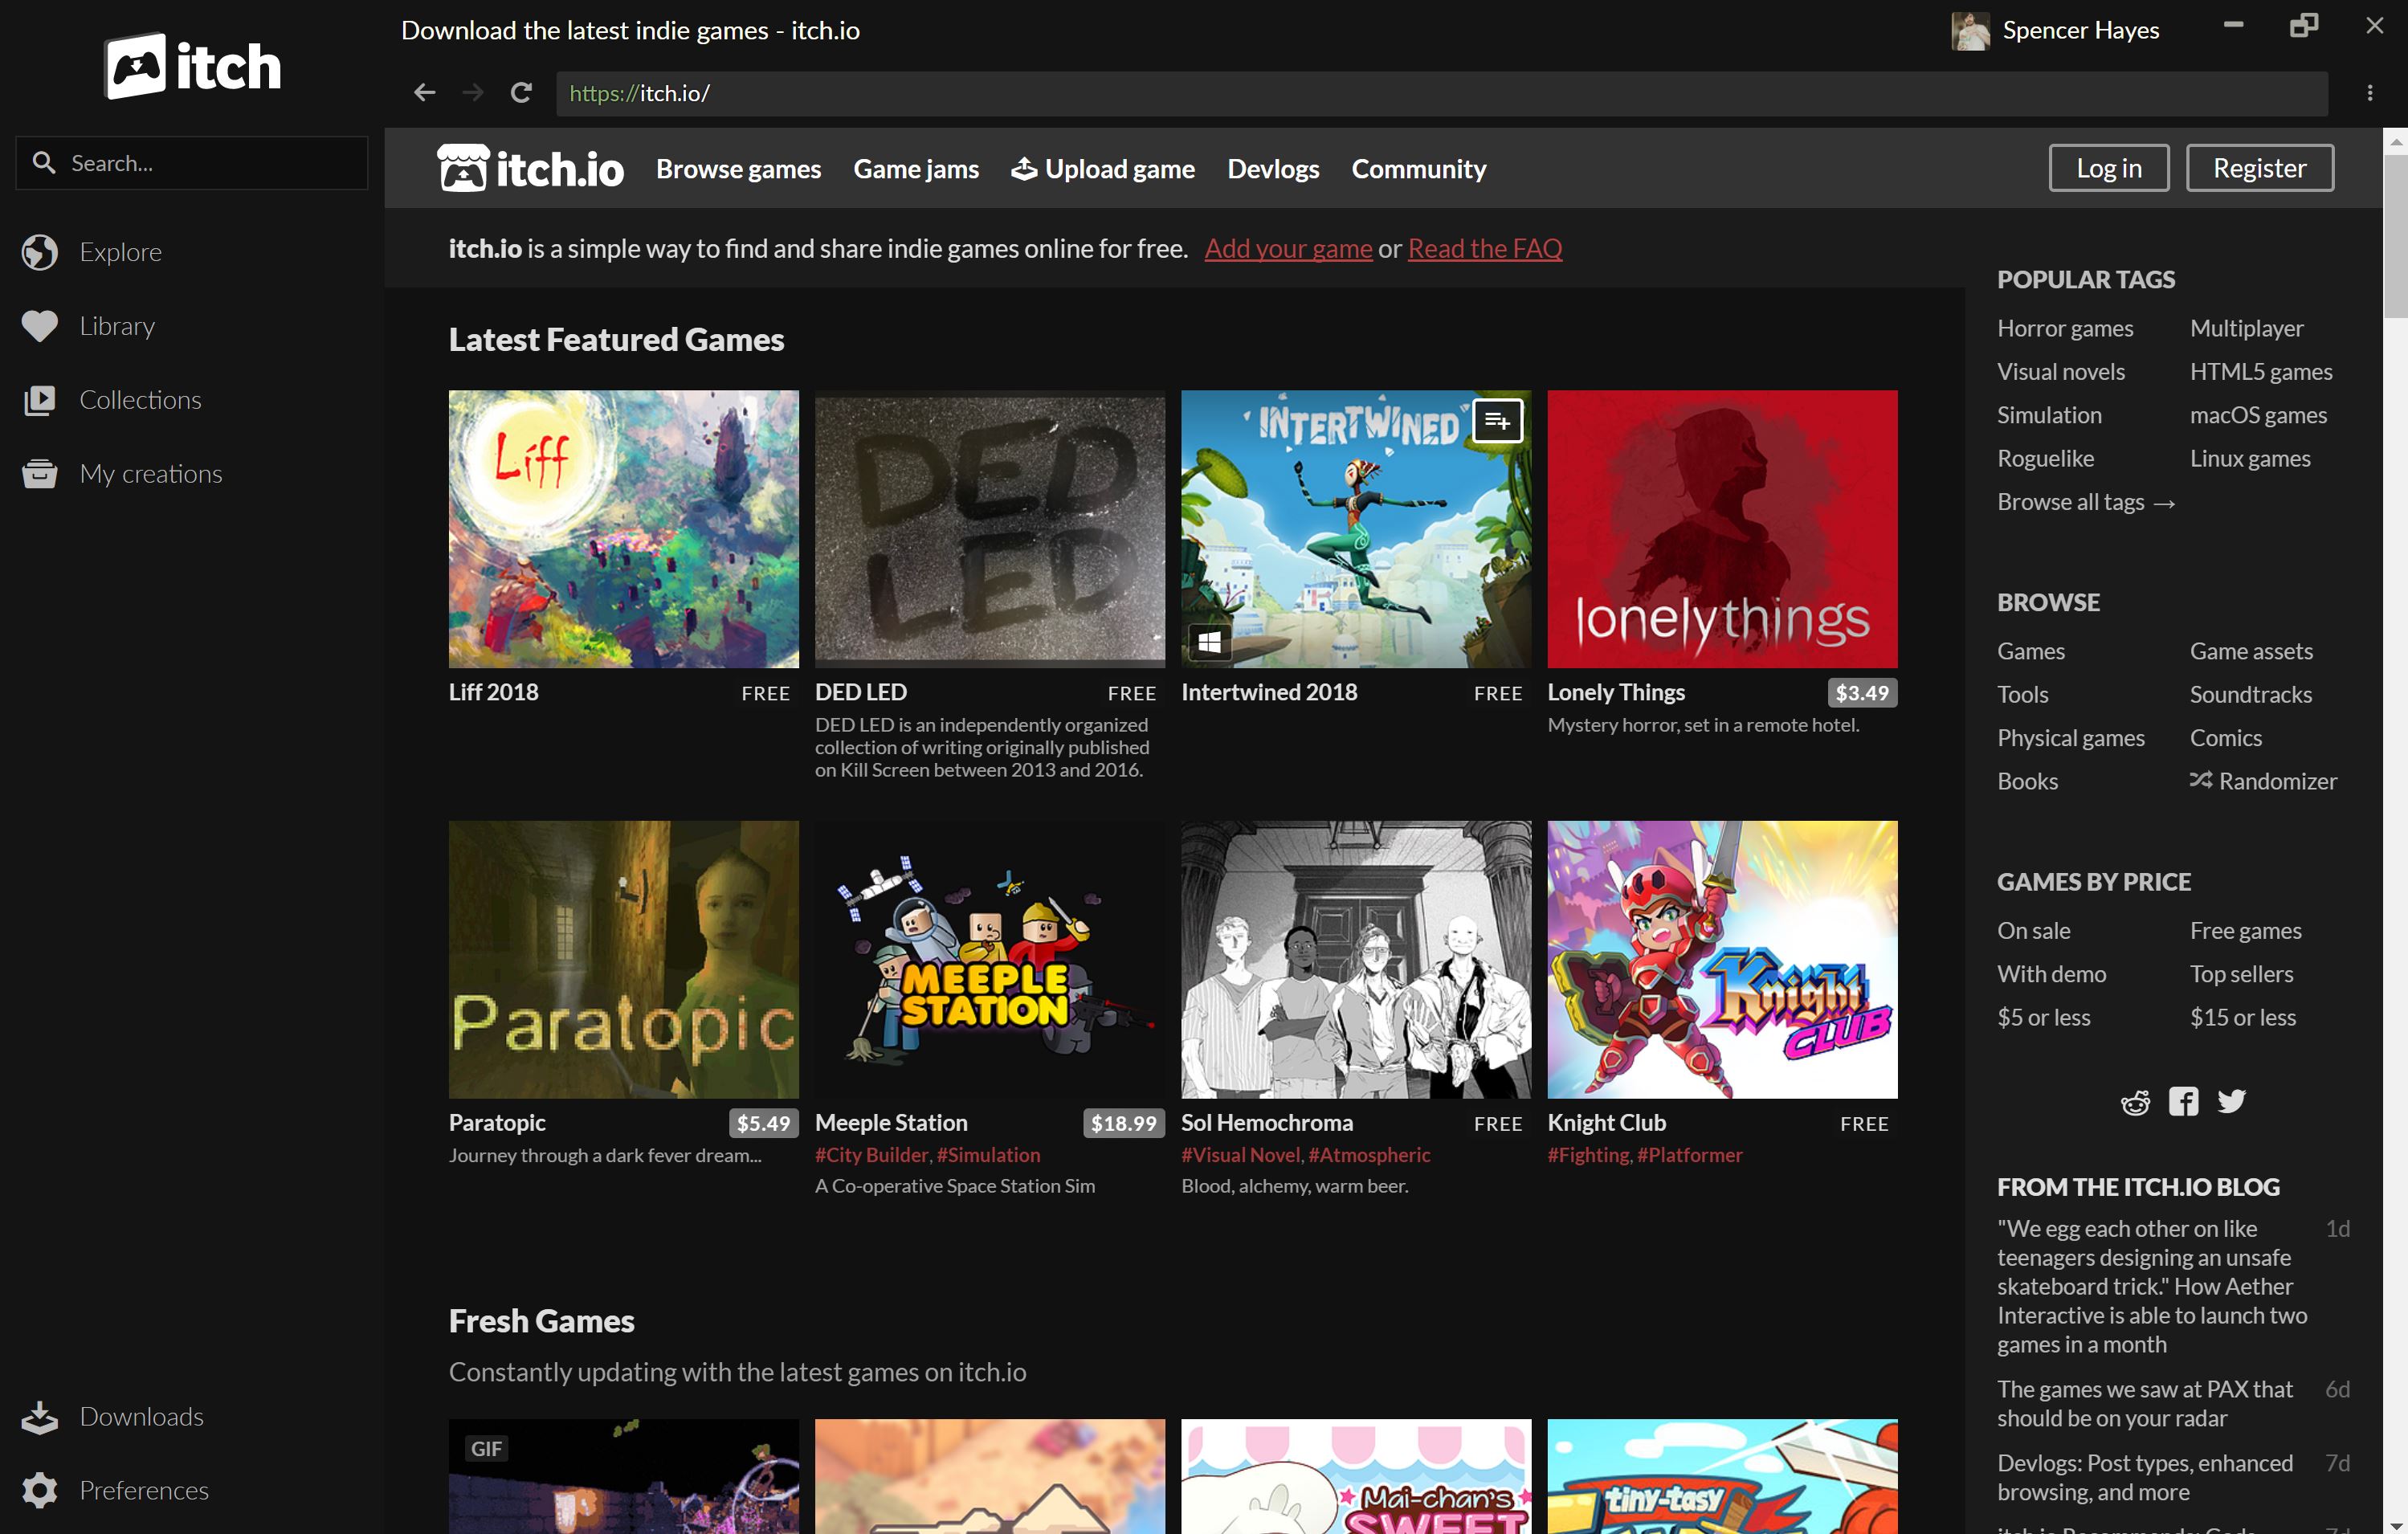 itch
Search...
Explore
Library
Collections
My creations
Downloads
Preferences
Download the latest indie games - itch.io
Spencer Hayes
https://itch.io/
itch.io
Browse games
Game jams
Upload game
Devlogs
Community
Log in
Register
itch.io is a simple way to find and share indie games online for free. Add your game or Read the FAQ
Latest Featured Games
Liff
DED
LED
INTERTWINED
lonelythings
Liff 2018 FREE
DED LED FREE
DED LED is an independently organized
collection of writing originally published
on Kill Screen between 2013 and 2016.
Intertwined 2018 FREE
Lonely Things $3.49
Mystery horror, set in a remote hotel.
Paratopic
MEEPLE
STATION
Knight
CLUB
Paratopic $5.49
Journey through a dark fever dream...
Meeple Station $18.99
#City Builder, #Simulation
A Co-operative Space Station Sim
Sol Hemochroma FREE
#Visual Novel, #Atmospheric
Blood, alchemy, warm beer.
Knight Club FREE
#Fighting, #Platformer
Fresh Games
Constantly updating with the latest games on itch.io
GIF
Mai-chan's
SWEET
tiny-tasy
POPULAR TAGS
Horror games Multiplayer
Visual novels HTML5 games
Simulation macOS games
Roguelike Linux games
Browse all tags →
BROWSE
Games Game assets
Tools Soundtracks
Physical games Comics
Books Randomizer
GAMES BY PRICE
On sale Free games
With demo Top sellers
$5 or less $15 or less
FROM THE ITCH.IO BLOG
"We egg each other on like 1d
teenagers designing an unsafe
skateboard trick." How Aether
Interactive is able to launch two
games in a month
The games we saw at PAX that 6d
should be on your radar
Devlogs: Post types, enhanced 7d
browsing, and more